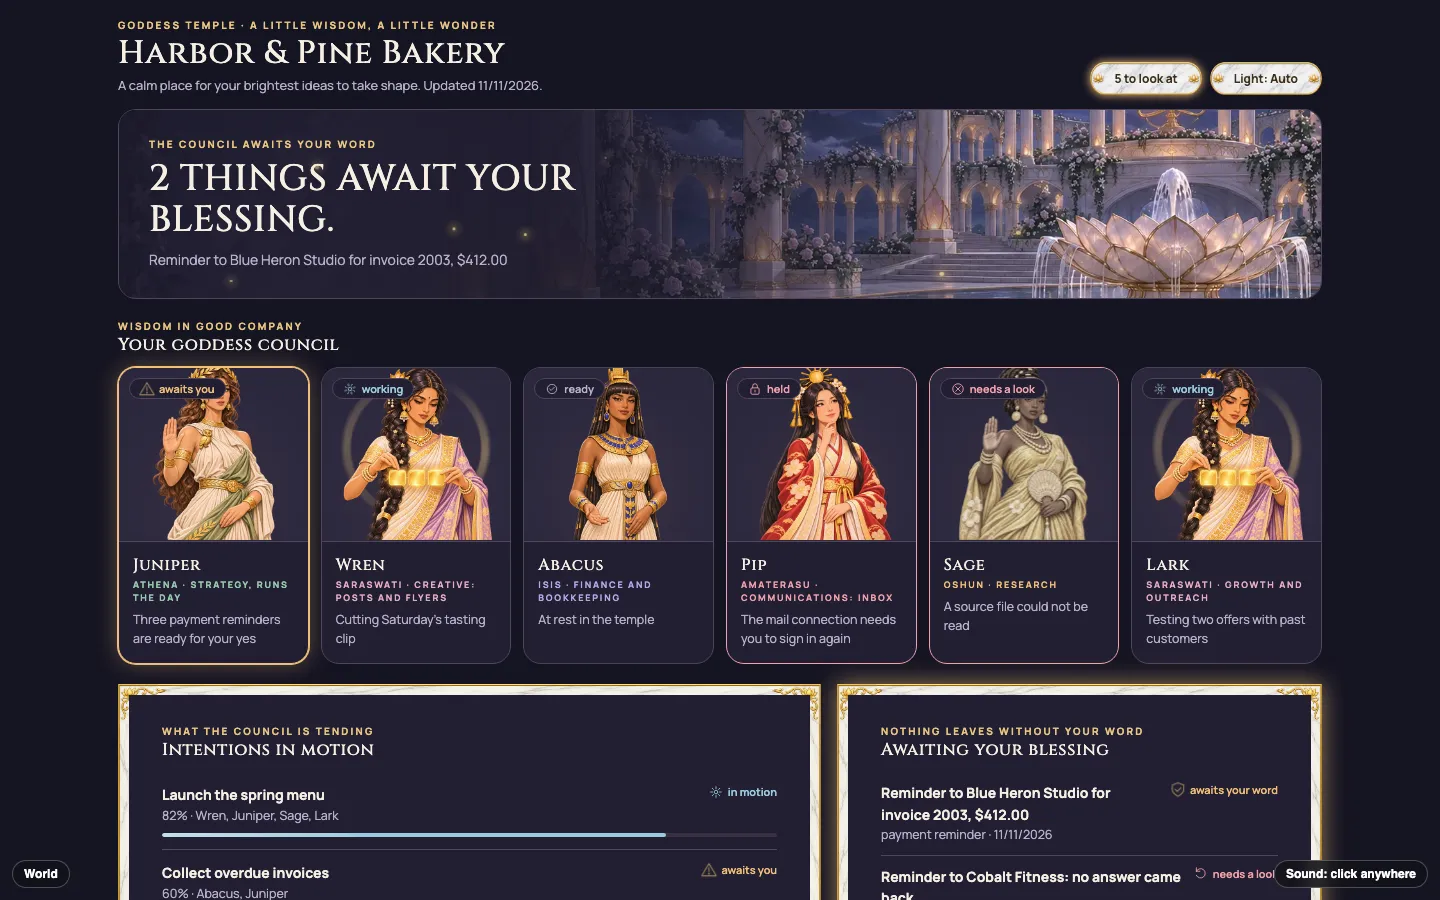 GODDESS TEMPLE · A LITTLE WISDOM, A LITTLE WONDER
HARBOR & PINE BAKERY
A calm place for your brightest ideas to take shape. Updated 11/11/2026.
5 to look at
Light: Auto
THE COUNCIL AWAITS YOUR WORD
2 THINGS AWAIT YOUR
BLESSING.
Reminder to Blue Heron Studio for invoice 2003, $412.00
WISDOM IN GOOD COMPANY
YOUR GODDESS COUNCIL
awaits you
working
ready
held
needs a look
working
JUNIPER
ATHENA · STRATEGY, RUNS
THE DAY
Three payment reminders
are ready for your yes
WREN
SARASWATI · CREATIVE:
POSTS AND FLYERS
Cutting Saturday's tasting
clip
ABACUS
ISIS · FINANCE AND
BOOKKEEPING
At rest in the temple
PIP
AMATERASU ·
COMMUNICATIONS: INBOX
The mail connection needs
you to sign in again
SAGE
OSHUN · RESEARCH
A source file could not be
read
LARK
SARASWATI · GROWTH AND
OUTREACH
Testing two offers with past
customers
WHAT THE COUNCIL IS TENDING
INTENTIONS IN MOTION
Launch the spring menu
in motion
82% · Wren, Juniper, Sage, Lark
Collect overdue invoices
awaits you
60% · Abacus, Juniper
NOTHING LEAVES WITHOUT YOUR WORD
AWAITING YOUR BLESSING
Reminder to Blue Heron Studio for
invoice 2003, $412.00
awaits your word
payment reminder · 11/11/2026
Reminder to Cobalt Fitness: no answer came
back
needs a look
World
Sound: click anywhere